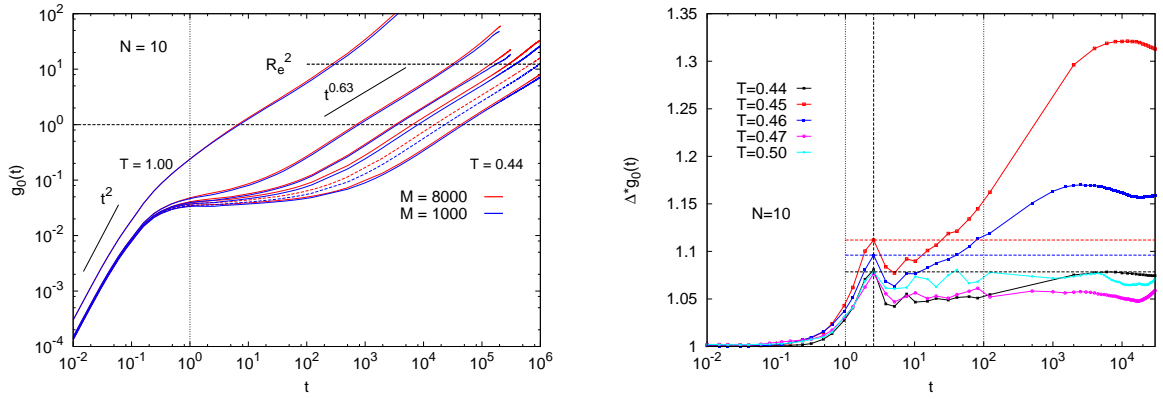 10^2
10^1
10^0
10^-1
10^-2
10^-3
10^-4
g_0(t)
N = 10
R_e^2
t^0.63
T = 1.00
T = 0.44
t^2
M = 8000
M = 1000
10^-2 10^-1 10^0 10^1 10^2 10^3 10^4 10^5 10^6
t
1.35
1.3
1.25
1.2
1.15
1.1
1.05
1
Δ*g_0(t)
T=0.44
T=0.45
T=0.46
T=0.47
T=0.50
N=10
10^-2 10^-1 10^0 10^1 10^2 10^3 10^4
t